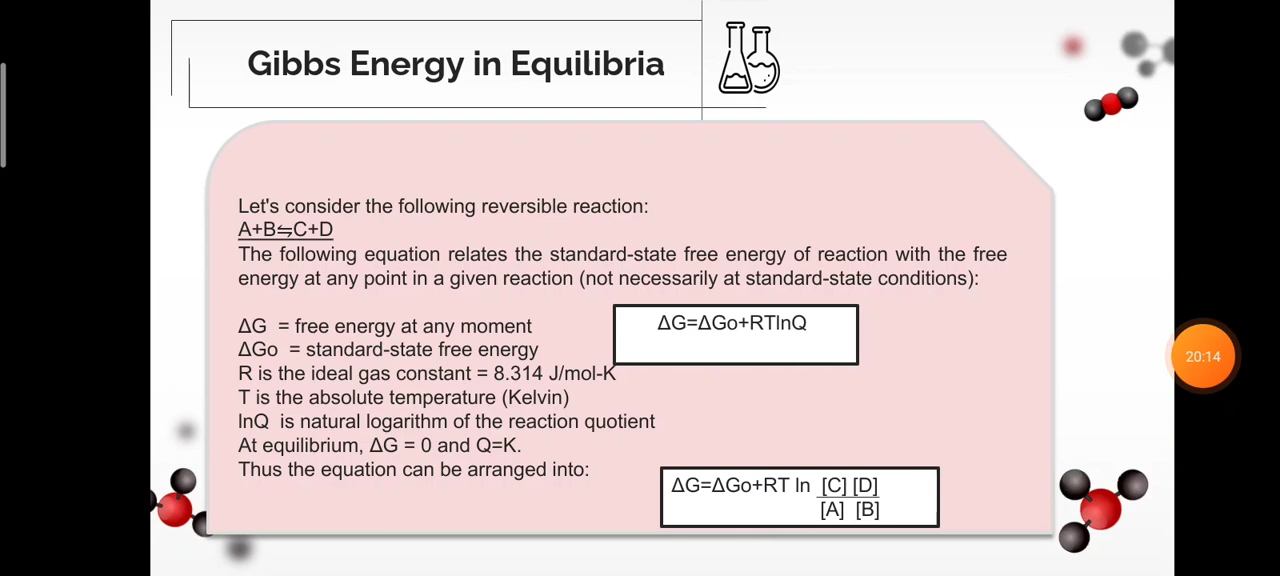 Gibbs Energy in Equilibria
Let's consider the following reversible reaction:
A+B⇋C+D
The following equation relates the standard-state free energy of reaction with the free
energy at any point in a given reaction (not necessarily at standard-state conditions):
ΔG = free energy at any moment
ΔGo = standard-state free energy
R is the ideal gas constant = 8.314 J/mol-K
T is the absolute temperature (Kelvin)
lnQ is natural logarithm of the reaction quotient
At equilibrium, ΔG = 0 and Q=K.
Thus the equation can be arranged into:
ΔG=ΔGo+RTlnQ
ΔG=ΔGo+RT ln [C] [D]
[A] [B]
20:14